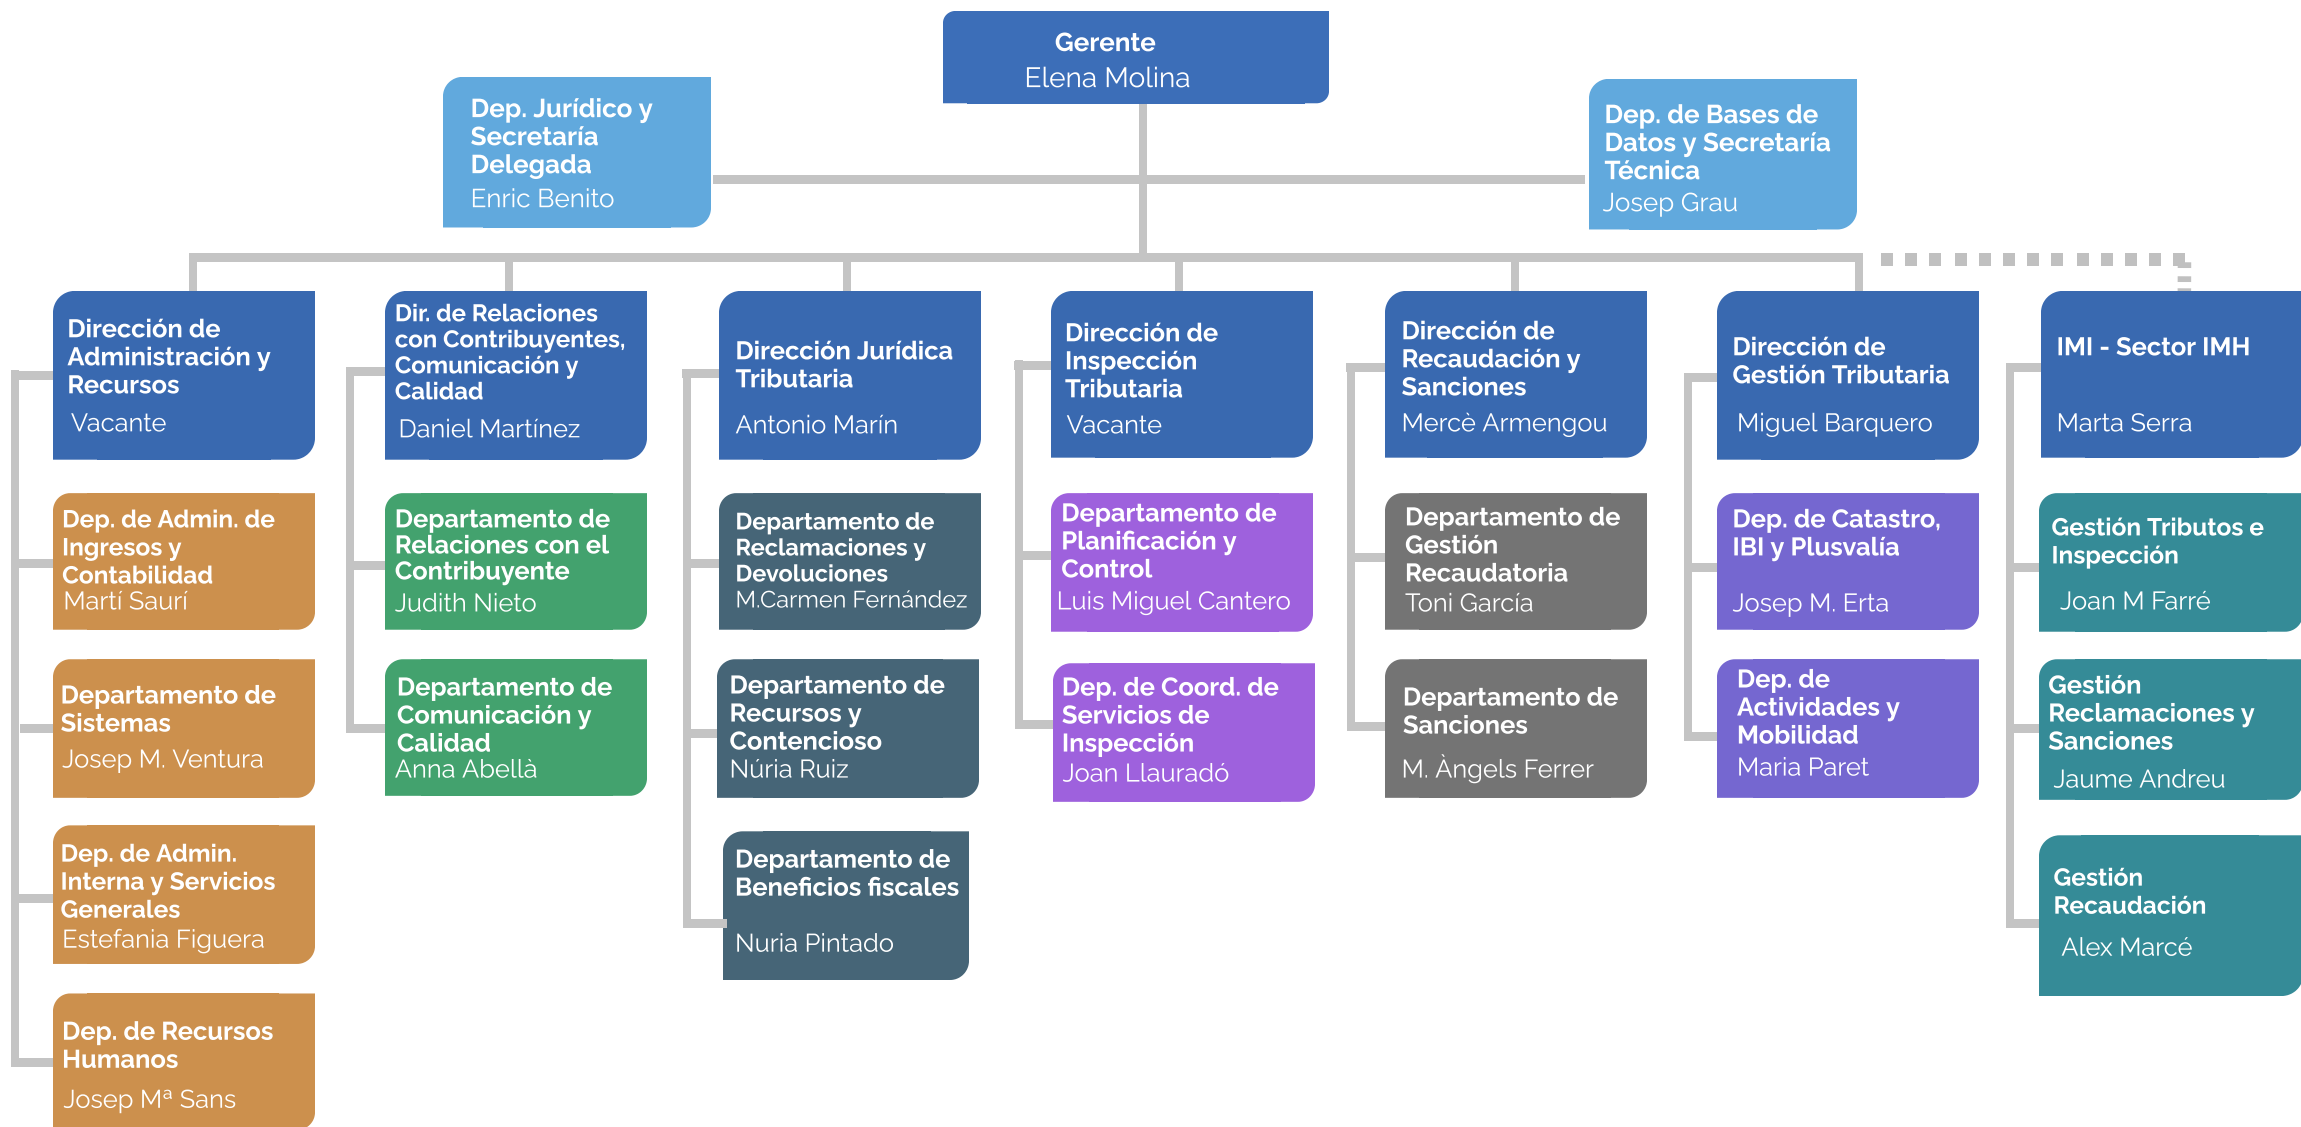 Gerente
Elena Molina
Dep. Jurídico y
Secretaría
Delegada
Enric Benito
Dep. de Bases de
Datos y Secretaría
Técnica
Josep Grau
Dirección de
Administración y
Recursos
Vacante
Dep. de Admin. de
Ingresos y
Contabilidad
Martí Saurí
Departamento de
Sistemas
Josep M. Ventura
Dep. de Admin.
Interna y Servicios
Generales
Estefania Figuera
Dep. de Recursos
Humanos
Josep Mª Sans
Dir. de Relaciones
con Contribuyentes,
Comunicación y
Calidad
Daniel Martínez
Departamento de
Relaciones con el
Contribuyente
Judith Nieto
Departamento de
Comunicación y
Calidad
Anna Abellà
Dirección Jurídica
Tributaria
Antonio Marín
Departamento de
Reclamaciones y
Devoluciones
M.Carmen Fernández
Departamento de
Recursos y
Contencioso
Núria Ruiz
Departamento de
Beneficios fiscales
Nuria Pintado
Dirección de
Inspección
Tributaria
Vacante
Departamento de
Planificación y
Control
Luis Miguel Cantero
Dep. de Coord. de
Servicios de
Inspección
Joan Llauradó
Dirección de
Recaudación y
Sanciones
Mercè Armengou
Departamento de
Gestión
Recaudatoria
Toni García
Departamento de
Sanciones
M. Àngels Ferrer
Dirección de
Gestión Tributaria
Miguel Barquero
Dep. de Catastro,
IBI y Plusvalía
Josep M. Erta
Dep. de
Actividades y
Mobilidad
Maria Paret
IMI - Sector IMH
Marta Serra
Gestión Tributos e
Inspección
Joan M Farré
Gestión
Reclamaciones y
Sanciones
Jaume Andreu
Gestión
Recaudación
Alex Marcé